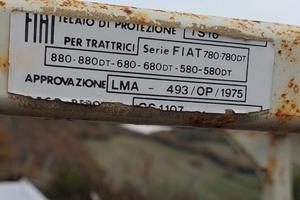 FIAT TELAIO DI PROTEZIONE TS16
PER TRATTRICI Serie FIAT 780-780DT
880-880DT-680-680DT-580-580DT
APPROVAZIONE LMA - 493/OP/1975